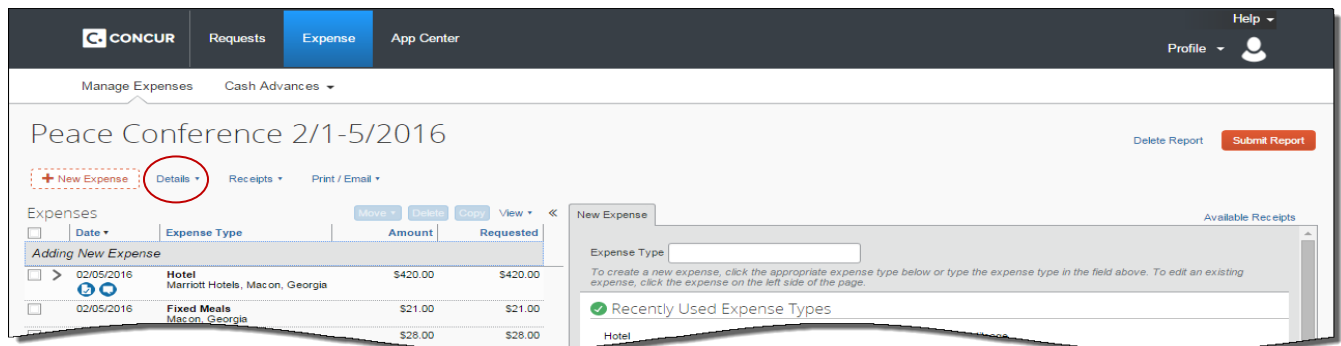 Help
C. CONCUR Requests Expense App Center
Profile
Manage Expenses Cash Advances
Peace Conference 2/1-5/2016
Delete Report Submit Report
+ New Expense Details Receipts Print / Email
Expenses Move Delete Copy View «
New Expense
Available Receipts
Date Expense Type Amount Requested
Adding New Expense
Expense Type
02/05/2016 Hotel $420.00 $420.00
Marriott Hotels, Macon, Georgia
To create a new expense, click the appropriate expense type below or type the expense type in the field above. To edit an existing
expense, click the expense on the left side of the page.
02/05/2016 Fixed Meals $21.00 $21.00
Macon, Georgia
Recently Used Expense Types
$28.00 $28.00
Hotel